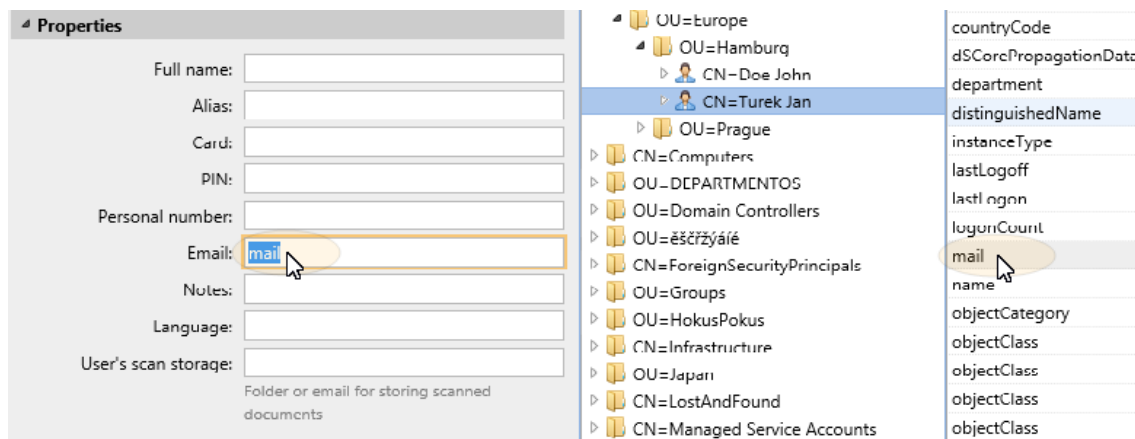 Properties
Full name:
Alias:
Card:
PIN:
Personal number:
Email: mail
Notes:
Language:
User's scan storage:
Folder or email for storing scanned
documents
OU=Europe
OU=Hamburg
CN=Doe John
CN=Turek Jan
OU=Prague
CN=Computers
OU=DEPARTMENTOS
OU=Domain Controllers
OU=ěščřžýáíé
CN=ForeignSecurityPrincipals
OU=Groups
OU=HokusPokus
CN=Infrastructure
OU=Japan
CN=LostAndFound
CN=Managed Service Accounts
countryCode
dSCorePropagationData
department
distinguishedName
instanceType
lastLogoff
lastLogon
logonCount
mail
name
objectCategory
objectClass
objectClass
objectClass
objectClass